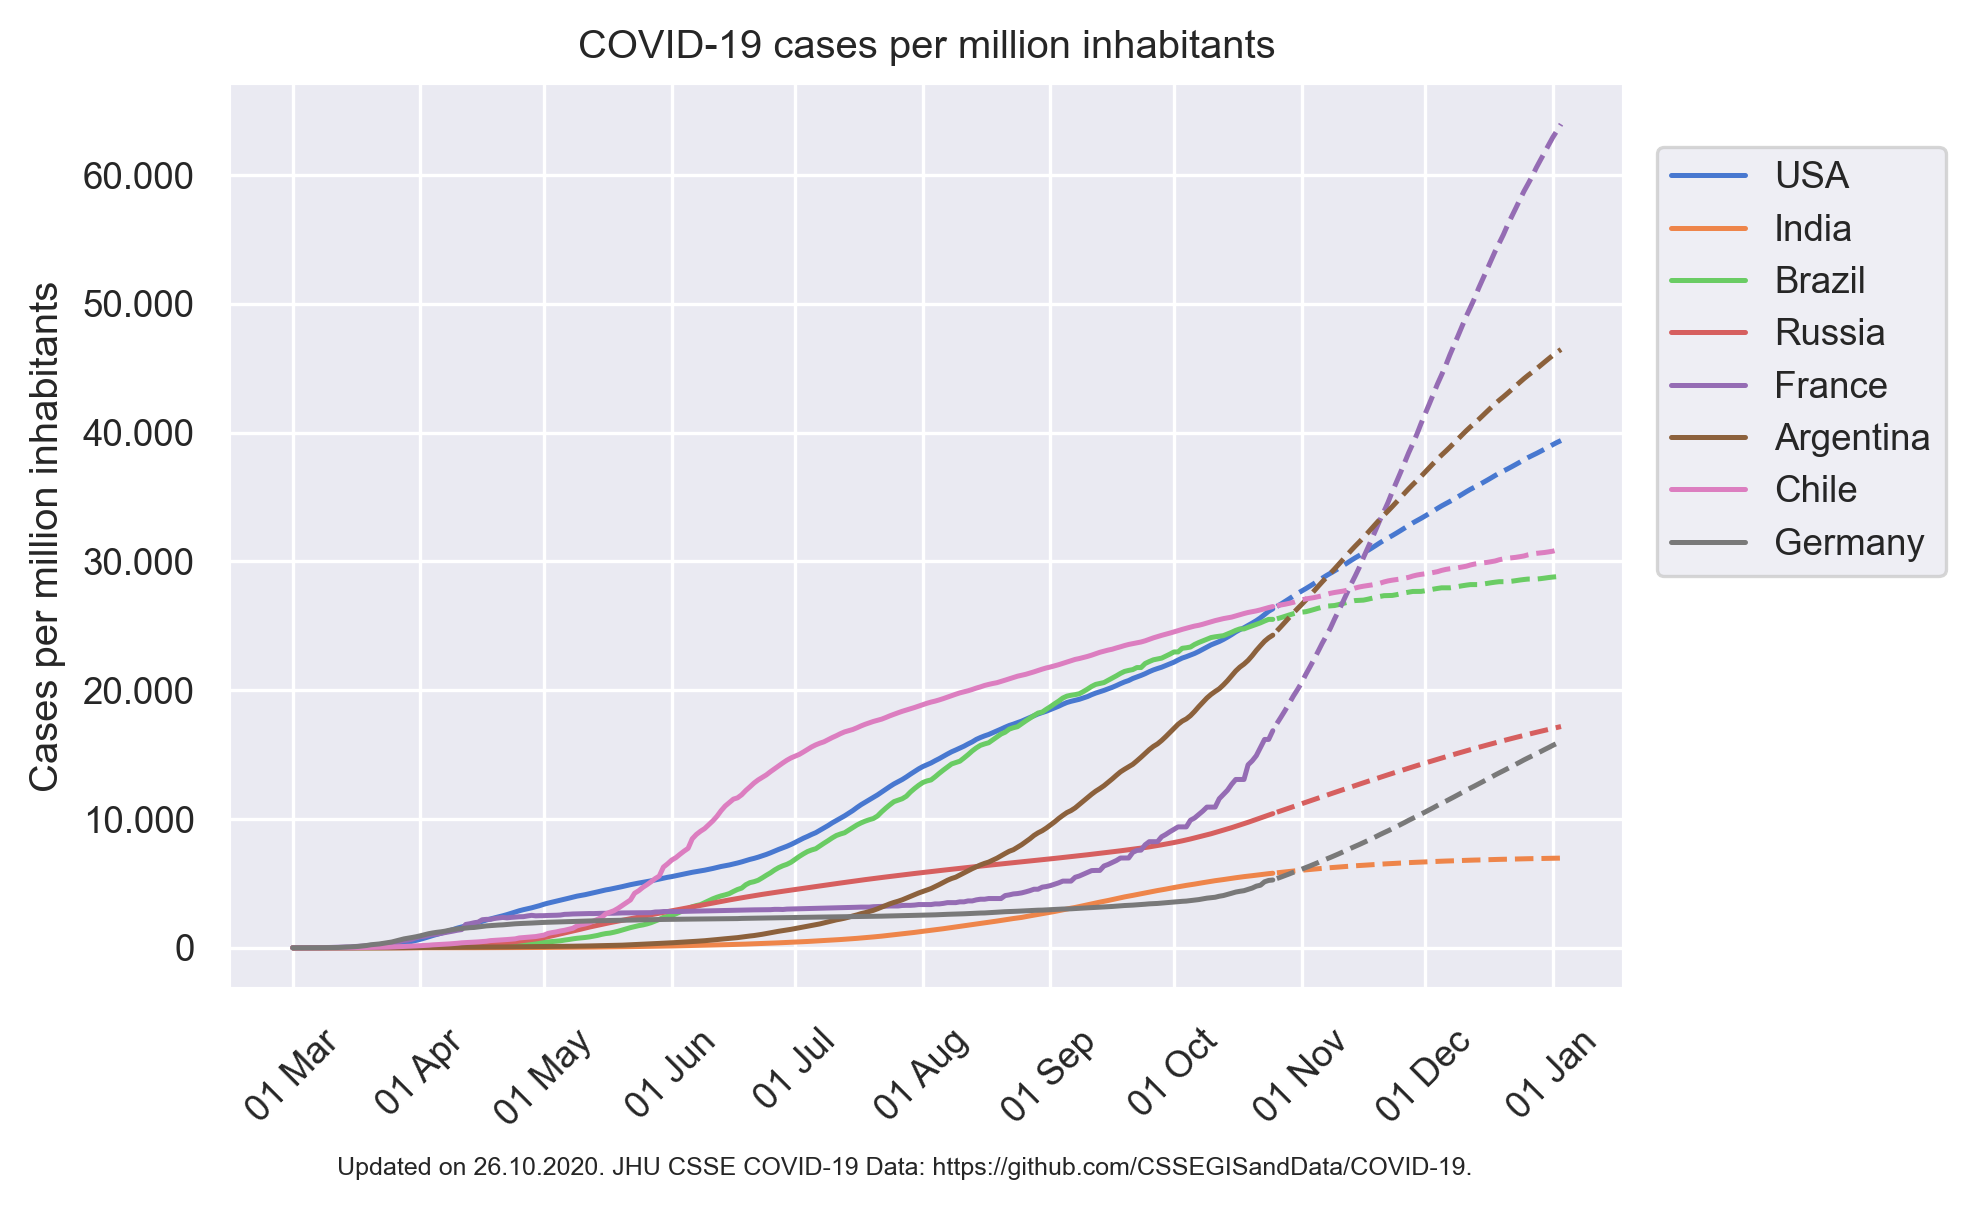 COVID-19 cases per million inhabitants
Cases per million inhabitants
60.000
50.000
40.000
30.000
20.000
10.000
0
01 Mar
01 Apr
01 May
01 Jun
01 Jul
01 Aug
01 Sep
01 Oct
01 Nov
01 Dec
01 Jan
USA
India
Brazil
Russia
France
Argentina
Chile
Germany
Updated on 26.10.2020. JHU CSSE COVID-19 Data: https://github.com/CSSEGISandData/COVID-19.